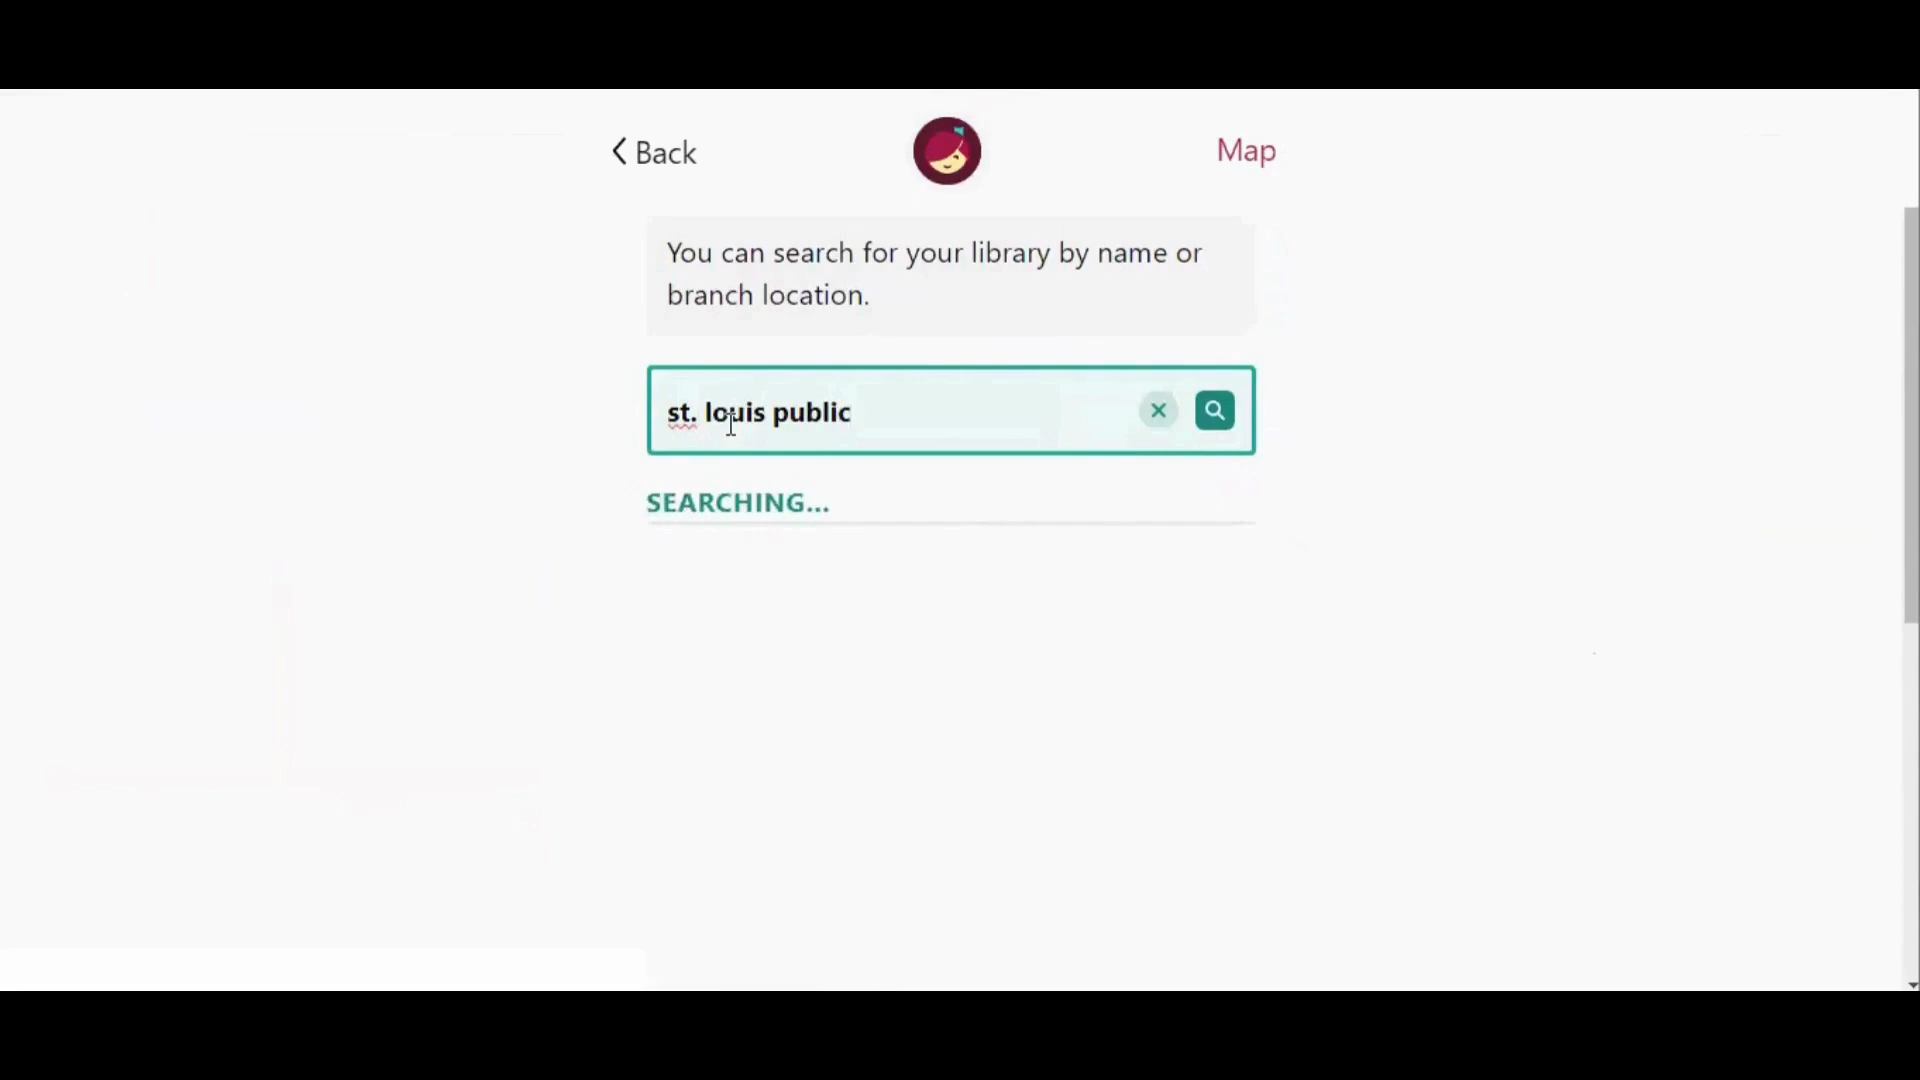 Back
Map
You can search for your library by name or
branch location.
st. louis public
SEARCHING...